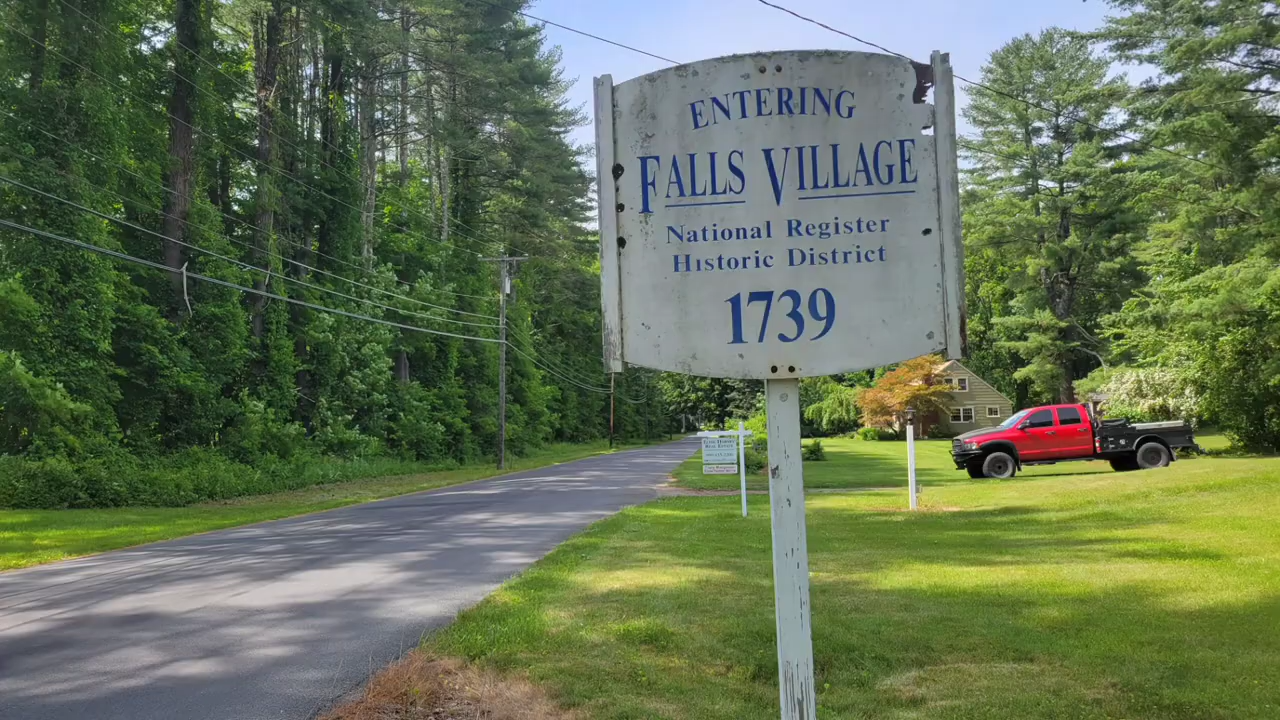 ENTERING
FALLS VILLAGE
National Register
Historic District
1739